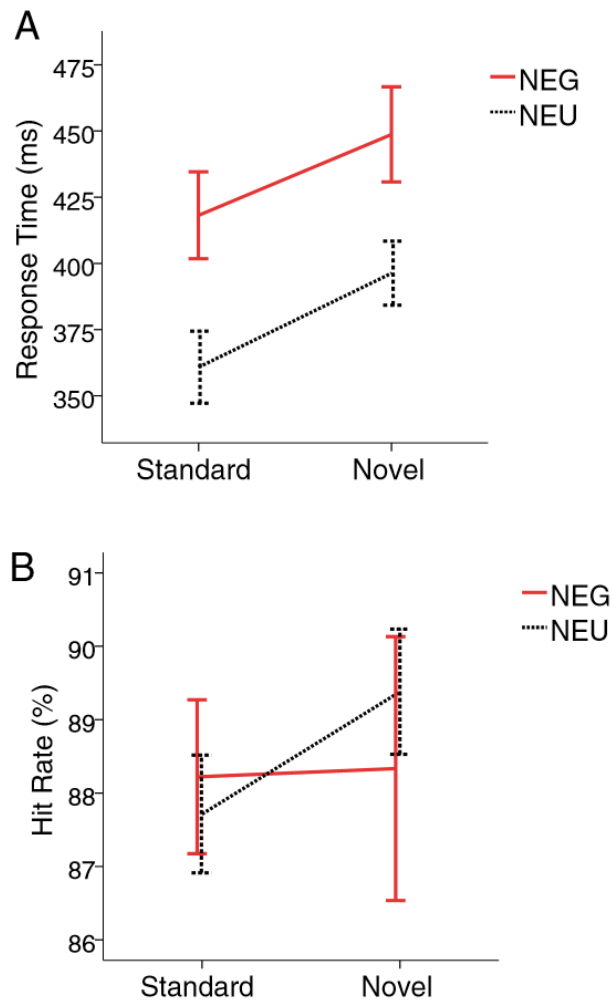 A
475
450
425
400
375
350
Response Time (ms)
Standard Novel
NEG
NEU
B
91
90
89
88
87
86
Hit Rate (%)
Standard Novel
NEG
NEU